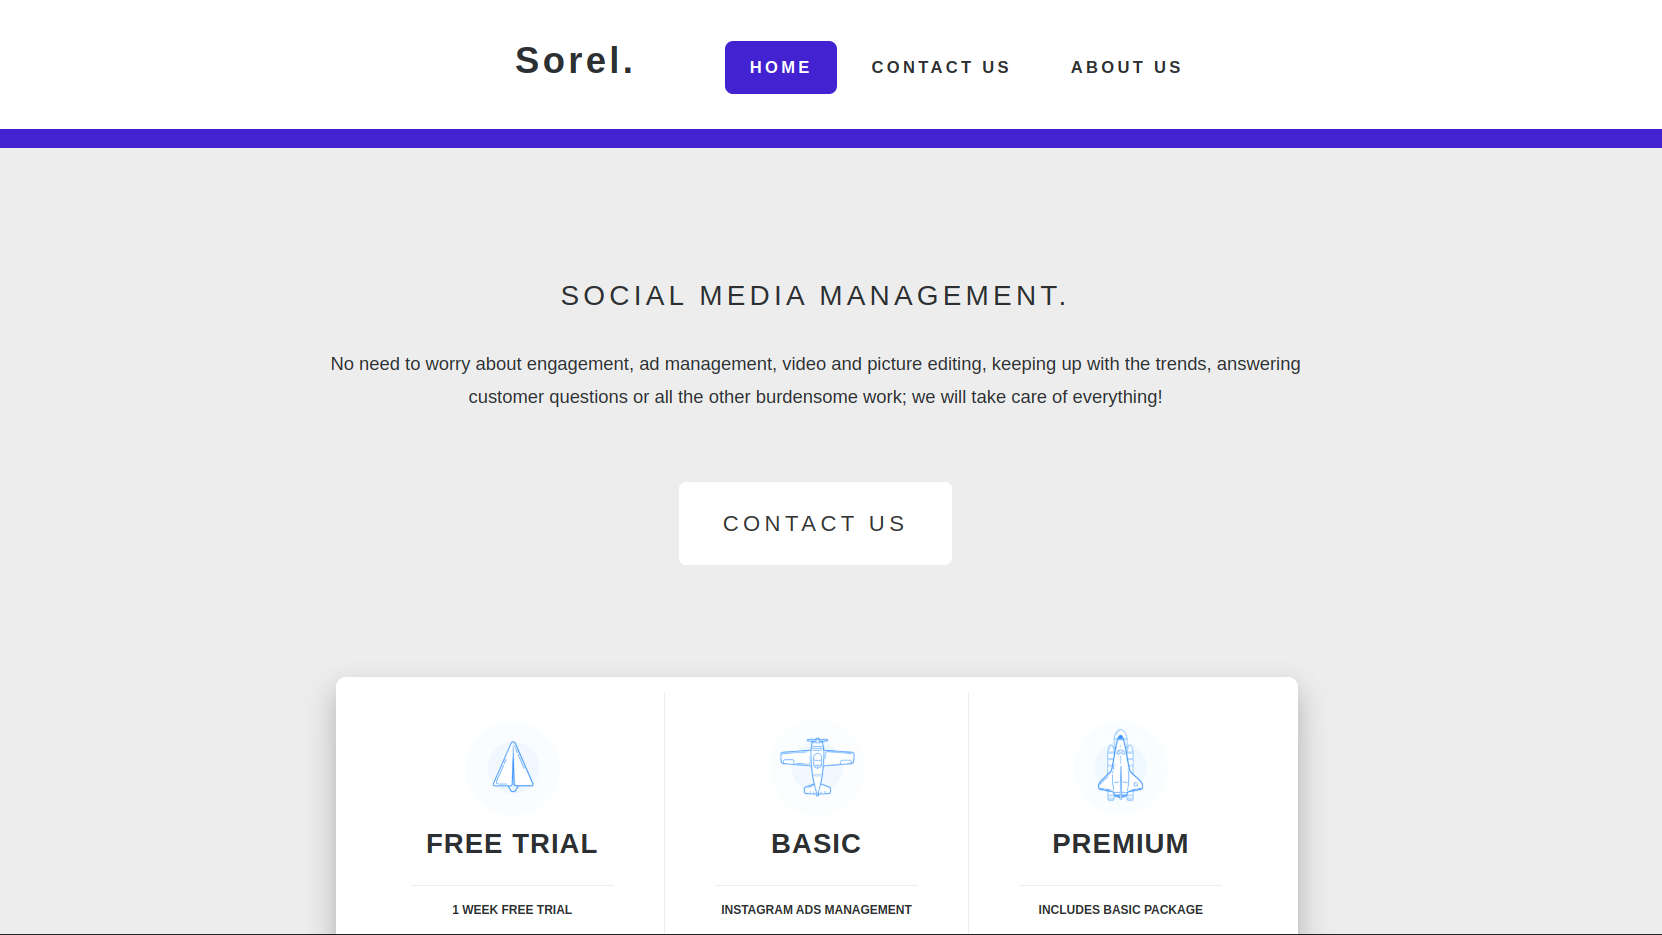 Sorel.
HOME CONTACT US ABOUT US
SOCIAL MEDIA MANAGEMENT.
No need to worry about engagement, ad management, video and picture editing, keeping up with the trends, answering
customer questions or all the other burdensome work; we will take care of everything!
CONTACT US
FREE TRIAL
1 WEEK FREE TRIAL
BASIC
INSTAGRAM ADS MANAGEMENT
PREMIUM
INCLUDES BASIC PACKAGE